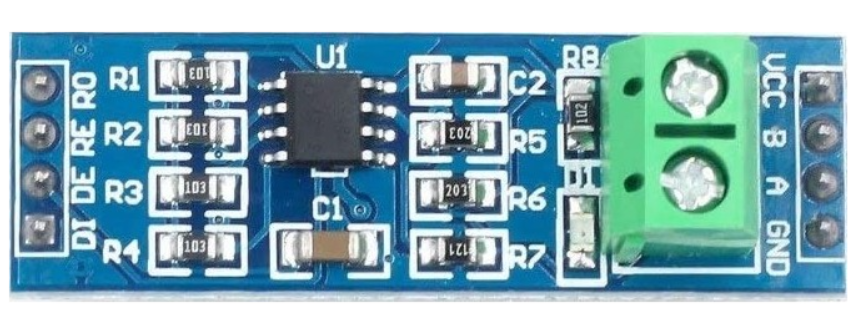 RO
RE
DE
DI
R1
R2
R3
R4
103
103
103
103
U1
C1
C2
R5
R6
R7
203
203
121
R8
102
VCC
B
A
GND